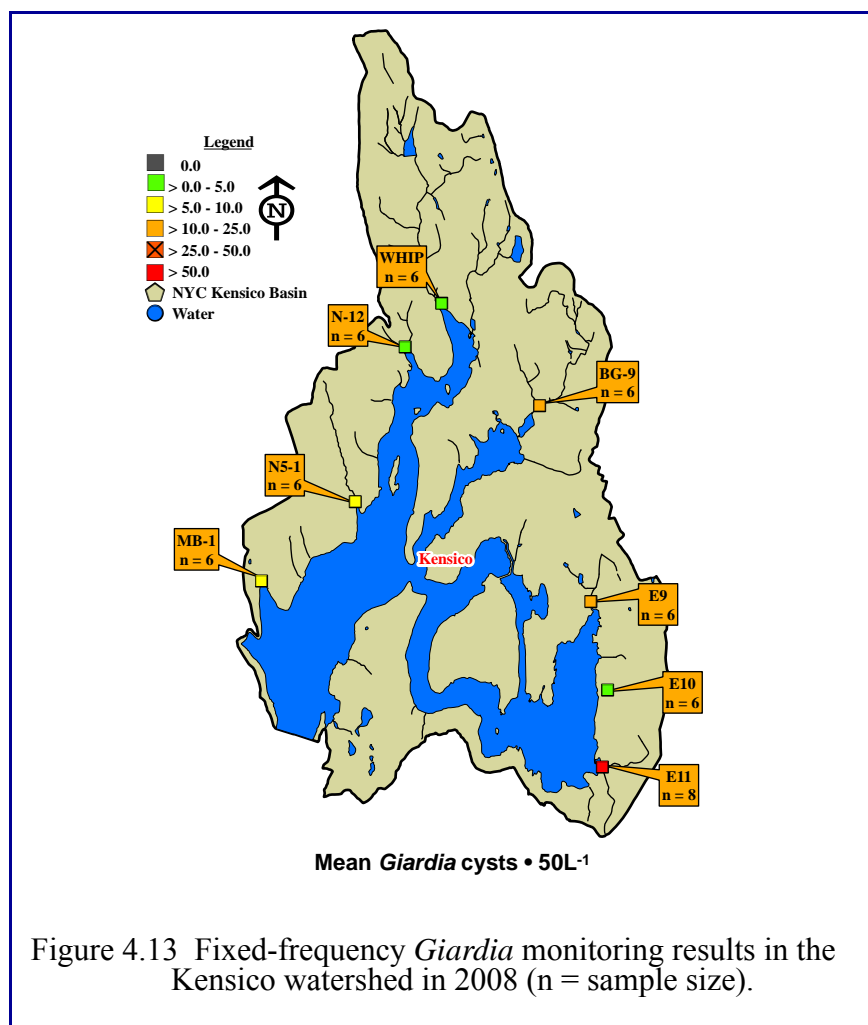 Legend
0.0
> 0.0 - 5.0
> 5.0 - 10.0
> 10.0 - 25.0
> 25.0 - 50.0
> 50.0
NYC Kensico Basin
Water
N
WHIP
n = 6
N-12
n = 6
BG-9
n = 6
N5-1
n = 6
MB-1
n = 6
Kensico
E9
n = 6
E10
n = 6
E11
n = 8
Mean Giardia cysts • 50L⁻¹
Figure 4.13 Fixed-frequency Giardia monitoring results in the
Kensico watershed in 2008 (n = sample size).